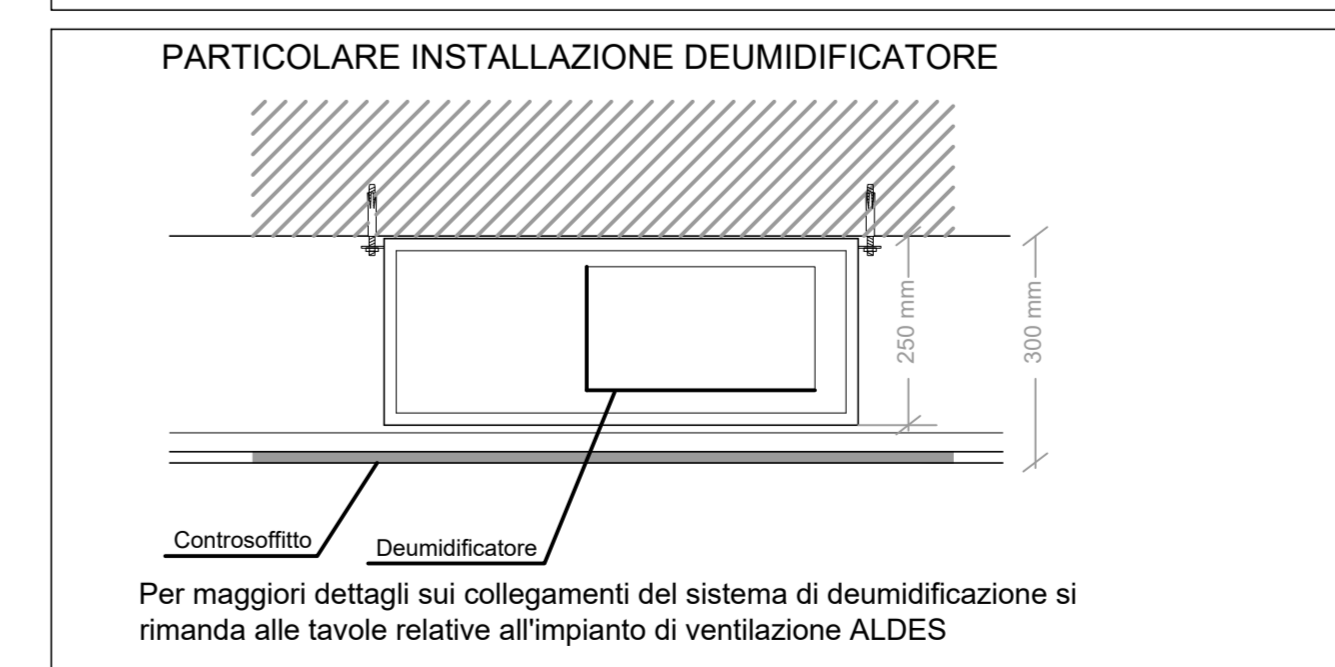 PARTICOLARE INSTALLAZIONE DEUMIDIFICATORE
250 mm
300 mm
Controsoffitto
Deumidificatore
Per maggiori dettagli sui collegamenti del sistema di deumidificazione si
rimanda alle tavole relative all'impianto di ventilazione ALDES